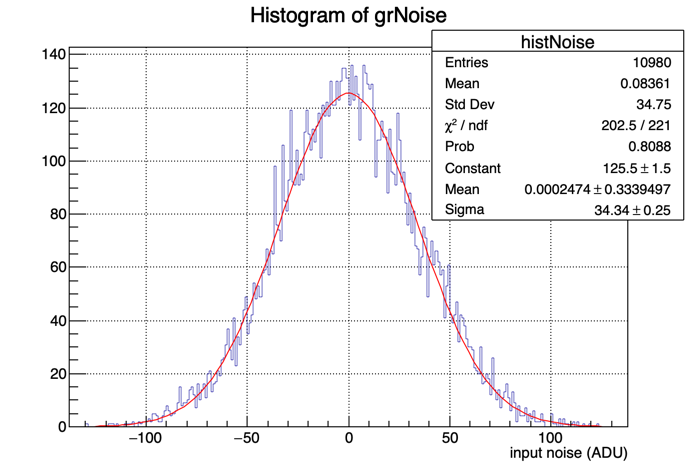 Histogram of grNoise
histNoise
Entries 10980
Mean 0.08361
Std Dev 34.75
χ² / ndf 202.5 / 221
Prob 0.8088
Constant 125.5 ± 1.5
Mean 0.0002474 ± 0.3339497
Sigma 34.34 ± 0.25
140
120
100
80
60
40
20
0
−100 −50 0 50 100
input noise (ADU)